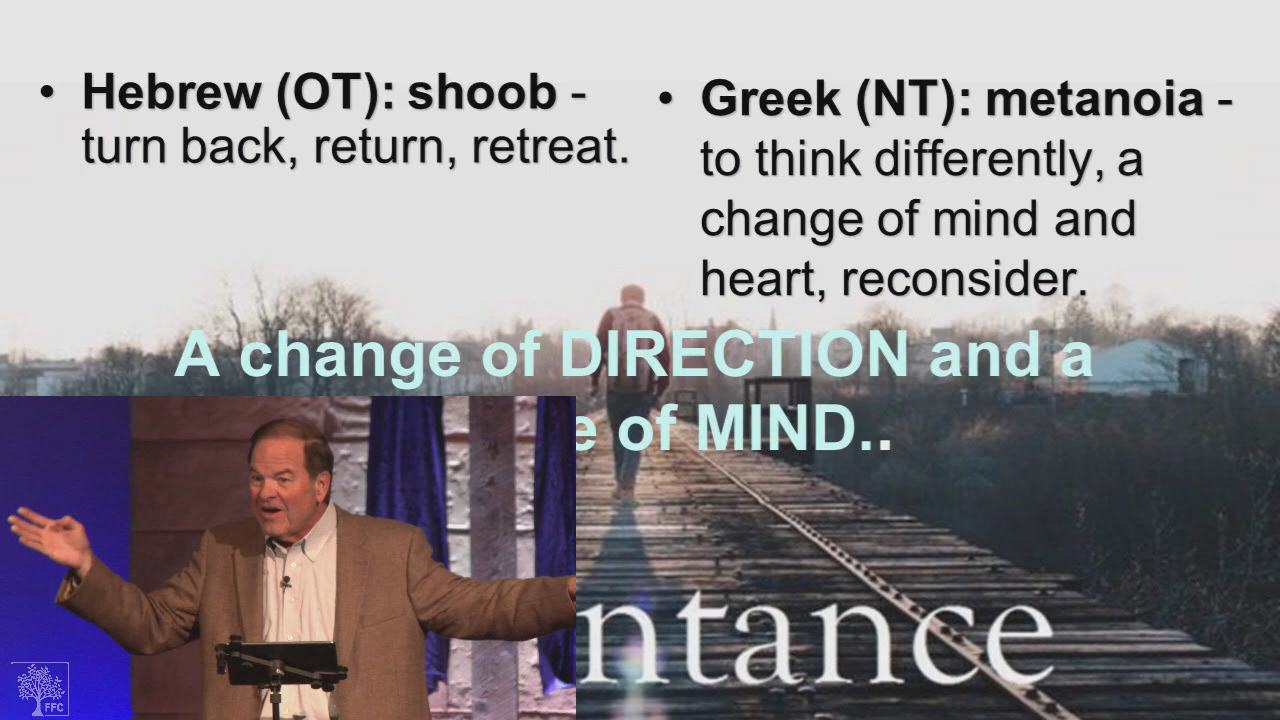 • Hebrew (OT): shoob -
turn back, return, retreat.
• Greek (NT): metanoia -
to think differently, a
change of mind and
heart, reconsider.
A change of DIRECTION and a
e of MIND..
ntance
FFC